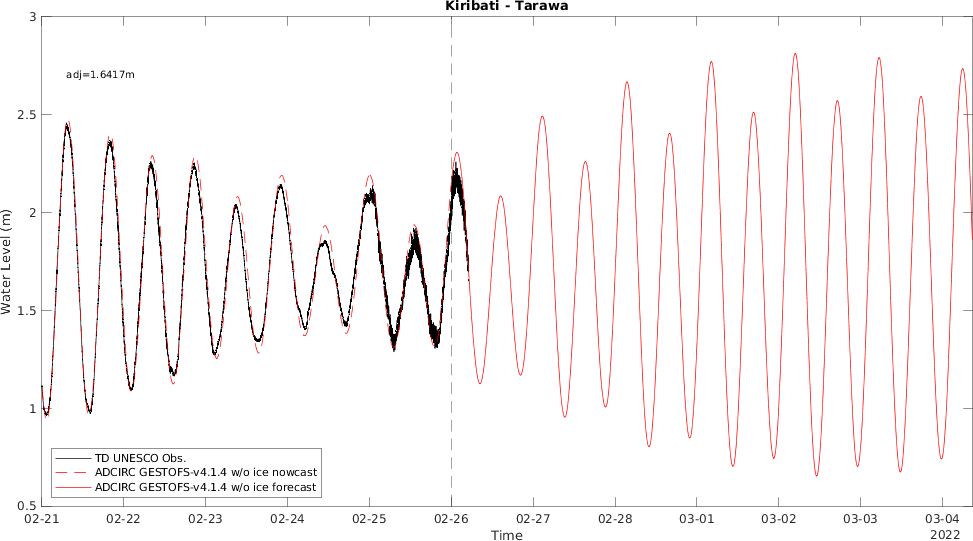 Kiribati - Tarawa
adj=1.6417m
Water Level (m)
3
2.5
2
1.5
1
0.5
TD UNESCO Obs.
ADCIRC GESTOFS-v4.1.4 w/o ice nowcast
ADCIRC GESTOFS-v4.1.4 w/o ice forecast
02-21 02-22 02-23 02-24 02-25 02-26 02-27 02-28 03-01 03-02 03-03 03-04
Time
2022